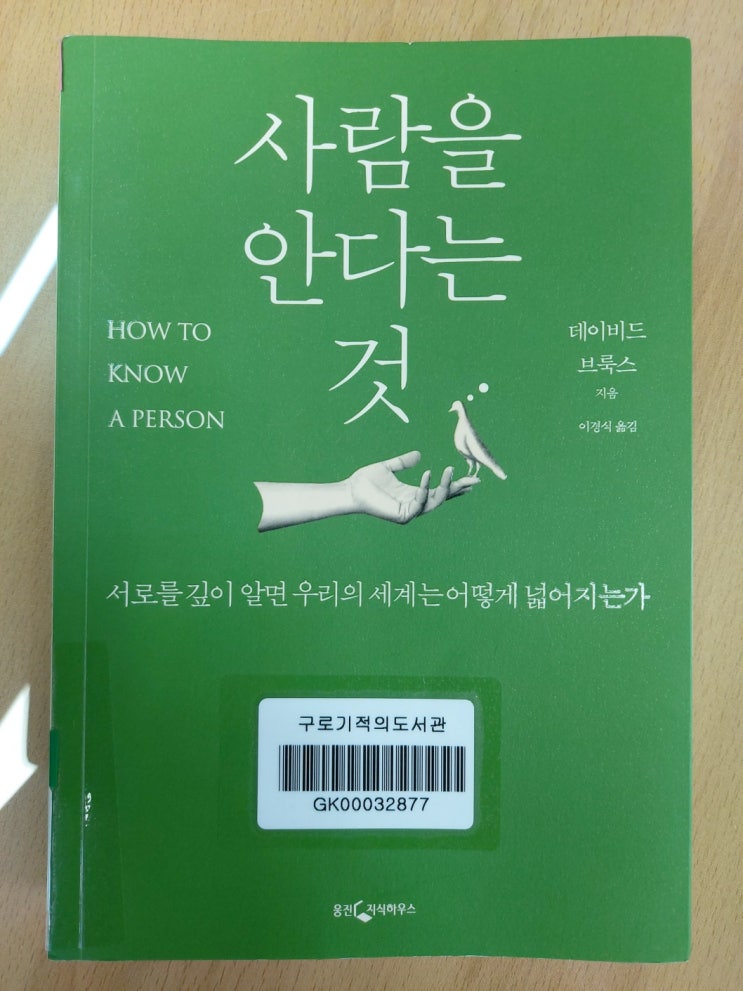 사람을
안다는
것
HOW TO
KNOW
A PERSON
데이비드
브룩스
지음
이경식 옮김
서로를 깊이 알면 우리의 세계는 어떻게 넓어지는가
구로기적의도서관
GK00032877
웅진 지식하우스